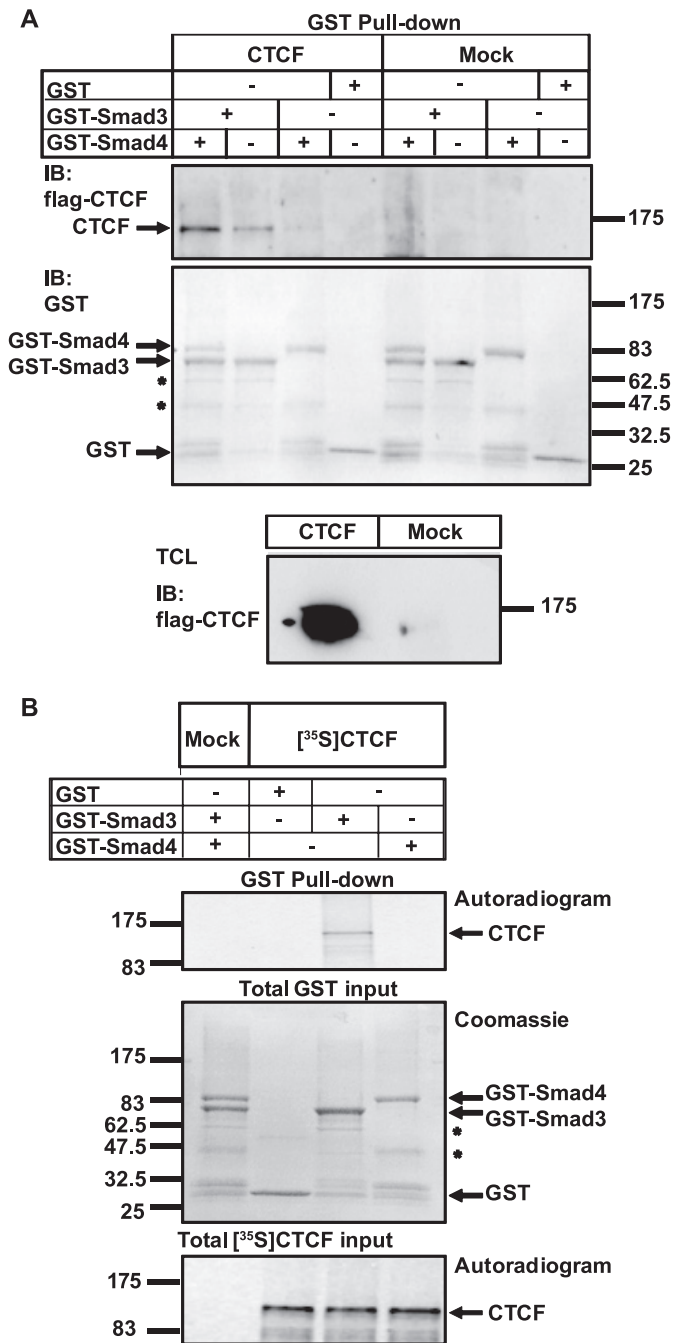 A
GST Pull-down
CTCF Mock
GST - + - +
GST-Smad3 + - + -
GST-Smad4 + - + - + - + -
IB:
flag-CTCF
CTCF
175
IB:
GST
175
GST-Smad4
83
GST-Smad3
62.5
*
47.5
*
32.5
GST
25
CTCF Mock
TCL
IB:
flag-CTCF
175
B
Mock [³⁵S]CTCF
GST - + -
GST-Smad3 + - + -
GST-Smad4 + - +
GST Pull-down
Autoradiogram
175
CTCF
83
Total GST input
Coomassie
175
83
GST-Smad4
GST-Smad3
62.5
*
47.5
*
32.5
GST
25
Total [³⁵S]CTCF input
Autoradiogram
175
CTCF
83